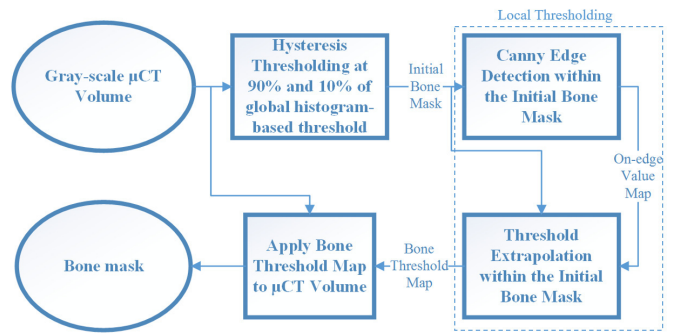 Local Thresholding
Gray-scale µCT
Volume
Hysteresis
Thresholding at
90% and 10% of
global histogram-
based threshold
Initial
Bone
Mask
Canny Edge
Detection within
the Initial Bone
Mask
On-edge
Value
Map
Threshold
Extrapolation
within the Initial
Bone Mask
Bone
Threshold
Map
Apply Bone
Threshold Map
to µCT Volume
Bone mask